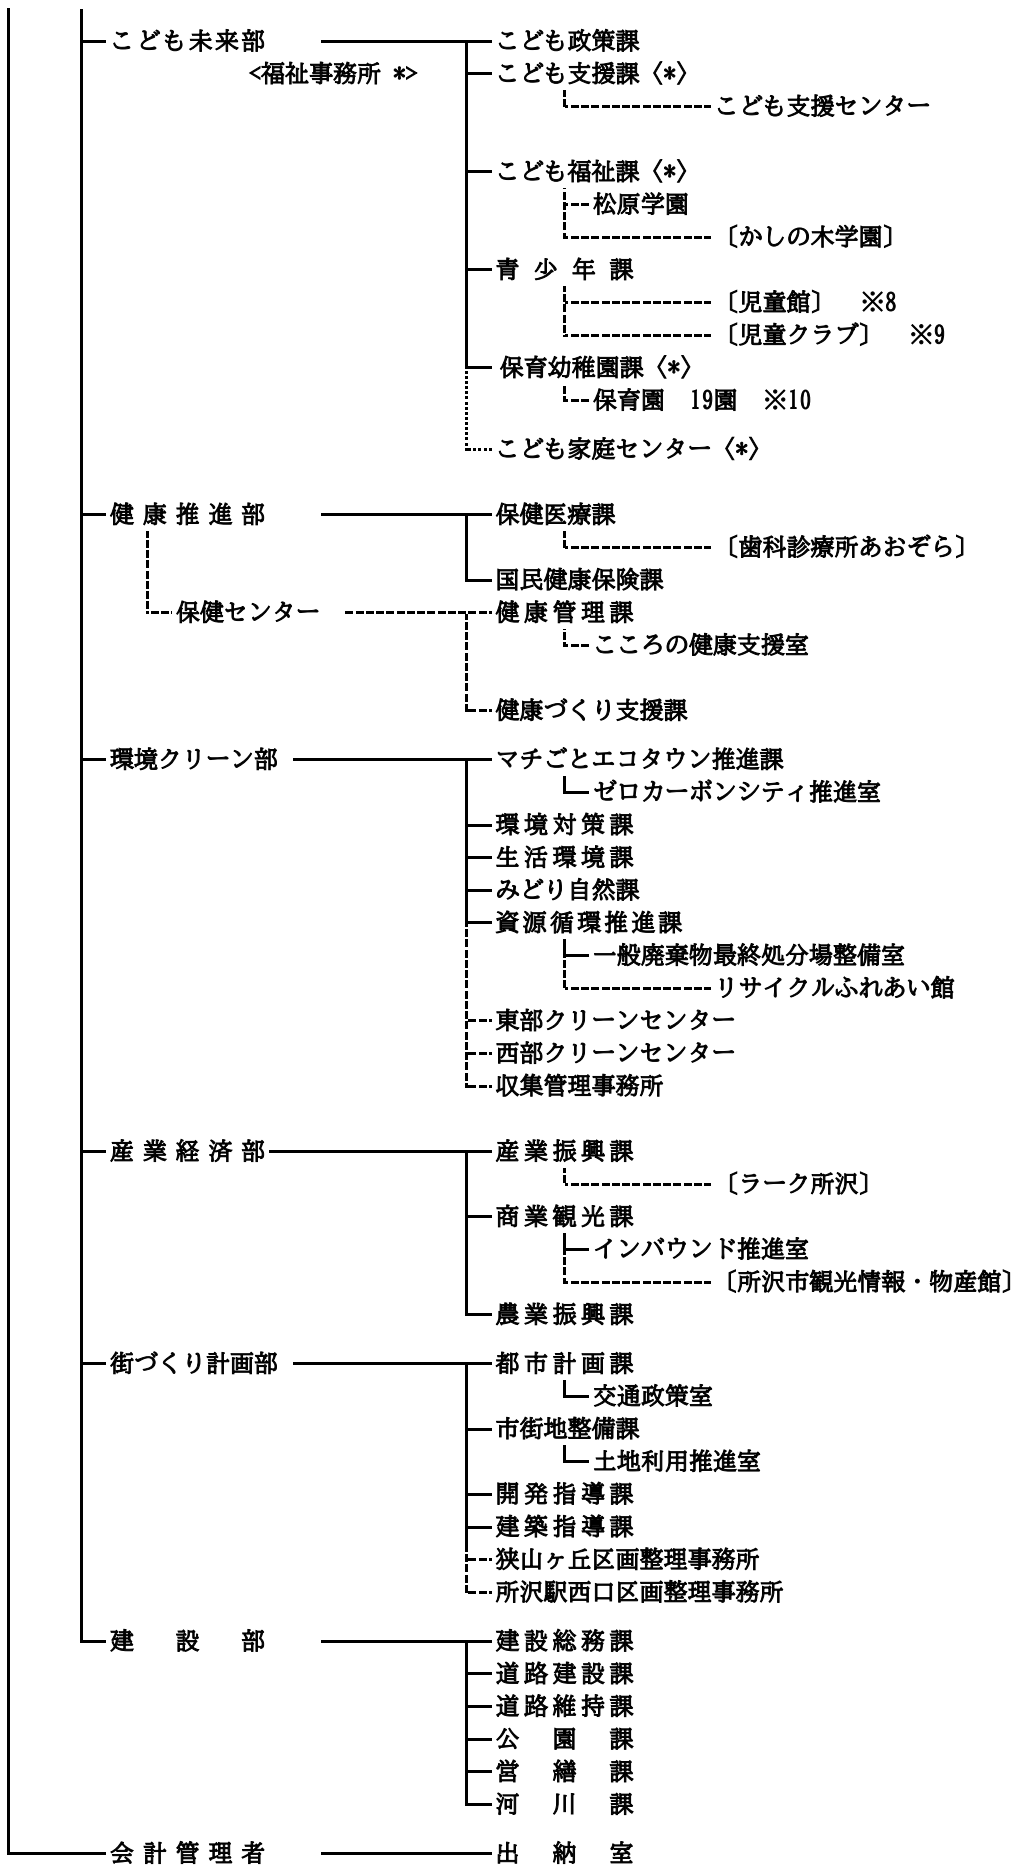 こども未来部 こども政策課
<福祉事務所 *> こども支援課〈*〉
こども支援センター
こども福祉課〈*〉
松原学園
〔かしの木学園〕
青少年課
〔児童館〕 ※8
〔児童クラブ〕 ※9
保育幼稚園課〈*〉
保育園 19園 ※10
こども家庭センター〈*〉
健康推進部 保健医療課
〔歯科診療所あおぞら〕
国民健康保険課
保健センター 健康管理課
こころの健康支援室
健康づくり支援課
環境クリーン部 マチごとエコタウン推進課
ゼロカーボンシティ推進室
環境対策課
生活環境課
みどり自然課
資源循環推進課
一般廃棄物最終処分場整備室
リサイクルふれあい館
東部クリーンセンター
西部クリーンセンター
収集管理事務所
産業経済部 産業振興課
〔ラーク所沢〕
商業観光課
インバウンド推進室
〔所沢市観光情報・物産館〕
農業振興課
街づくり計画部 都市計画課
交通政策室
市街地整備課
土地利用推進室
開発指導課
建築指導課
狭山ヶ丘区画整理事務所
所沢駅西口区画整理事務所
建設部 建設総務課
道路建設課
道路維持課
公園課
営繕課
河川課
会計管理者 出納室